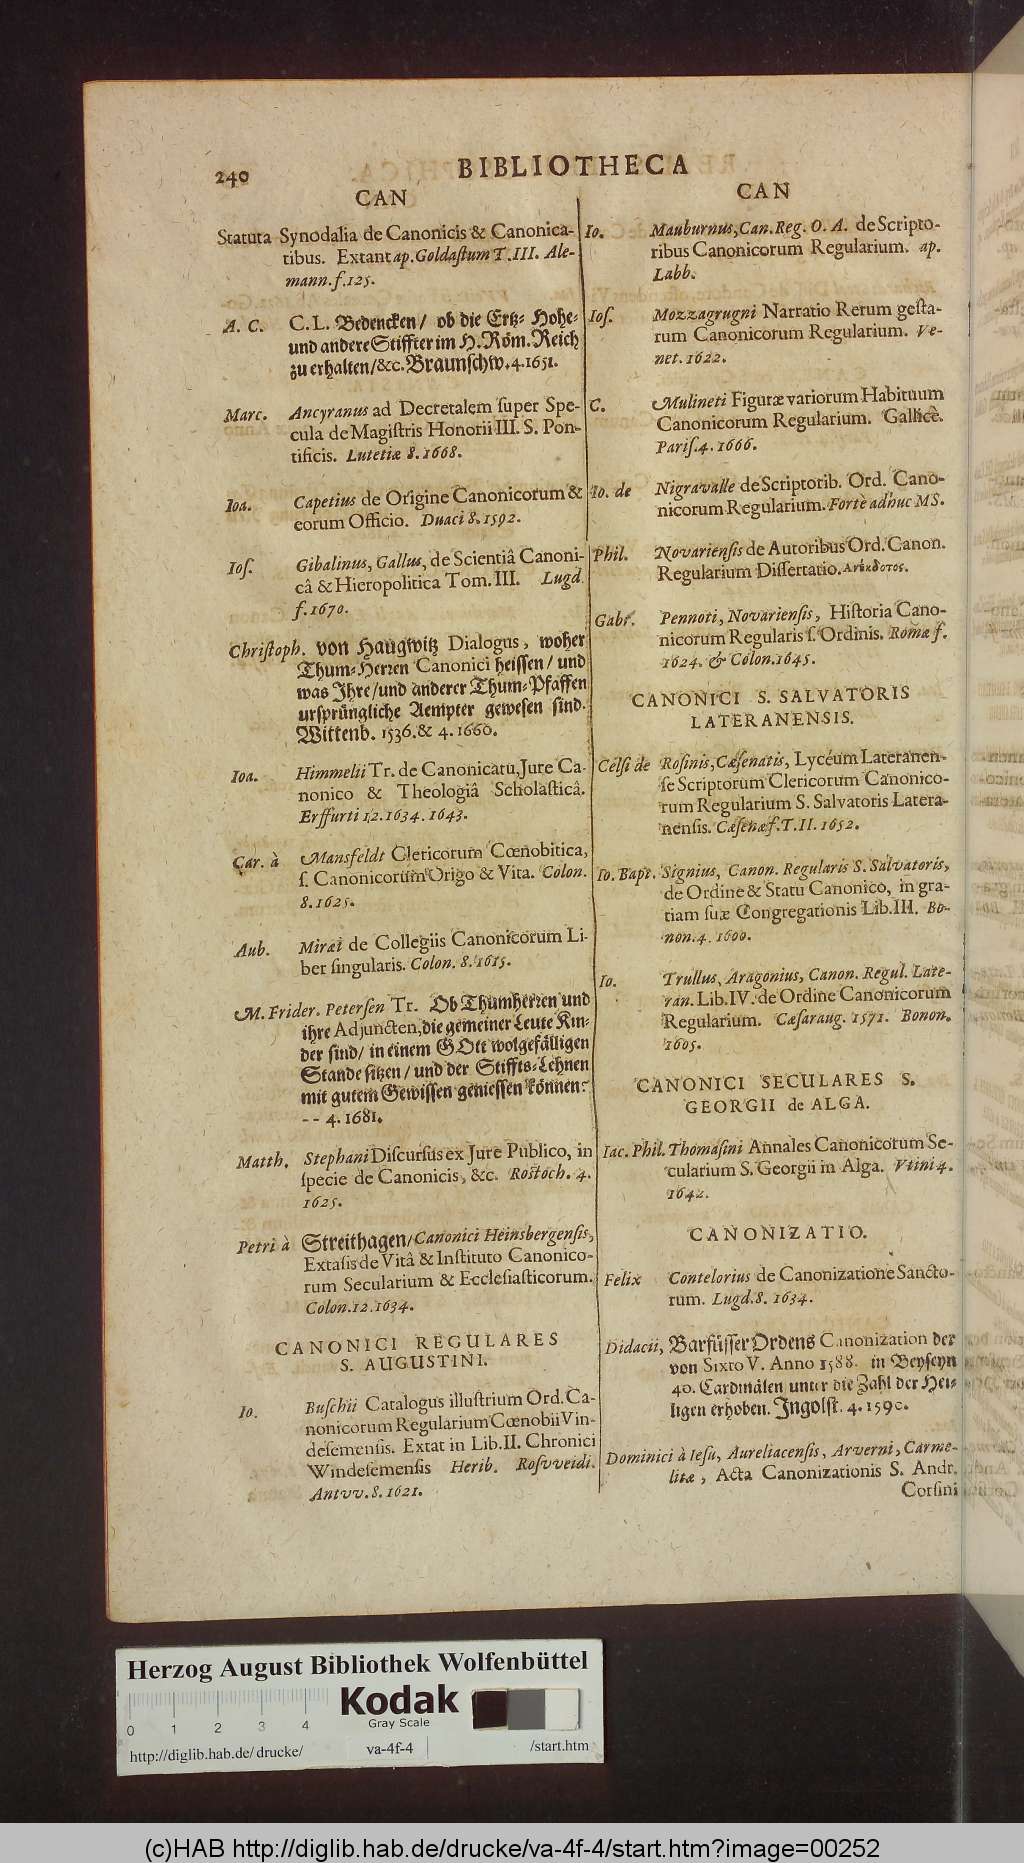 240
BIBLIOTHECA
CAN
Statuta Synodalia de Canonicis & Canonica-
tibus. Extant ap. Goldaſtum T. III. Ale-
mann. f. 125.
A. C. C. L. Bedencken/ ob die Ertz- Hohe-
und andere Stiffter im H. Röm. Reich
zu erhalten/ &c. Braunſchw. 4. 1651.
Marc. Ancyranus ad Decretalem ſuper Spe-
cula de Magiſtris Honorii III. S. Pon-
tificis. Lutetiæ 8. 1668.
Ioa. Capetius de Origine Canonicorum &
eorum Officio. Duaci 8. 1592.
Ioſ. Gibalinus, Gallus, de Scientiâ Canoni-
câ & Hieropolitica Tom. III. Lugd.
f. 1670.
Chriſtoph. von Haugwitz Dialogus, woher
Thum-Herren Canonici heiſſen/ und
was Ihre/ und anderer Thum-Pfaffen
urſprüngliche Aempter geweſen ſind.
Wittenb. 1536. & 4. 1660.
Ioa. Himmelii Tr. de Canonicatu, Jure Ca-
nonico & Theologiâ Scholaſticâ.
Erffurti 12. 1634. 1643.
Car. à Mansfeldt Clericorum Cœnobitica,
ſ. Canonicorum Origo & Vita. Colon.
8. 1625.
Aub. Miræi de Collegiis Canonicorum Li-
ber ſingularis. Colon. 8. 1615.
M. Frider. Peterſen Tr. Ob Thumherren und
ihre Adjuncten, die gemeiner Leute Kin-
der ſind/ in einem GOtt wolgefälligen
Stande ſitzen/ und der Stiffts-Lehnen
mit gutem Gewiſſen genieſſen können?
-- 4. 1681.
Matth. Stephani Diſcurſus ex Jure Publico, in
ſpecie de Canonicis, &c. Roſtoch. 4.
1625.
Petri à Streithagen/ Canonici Heinsbergenſis,
Extaſis de Vitâ & Inſtituto Canonico-
rum Secularium & Eccleſiaſticorum.
Colon. 12. 1634.
CANONICI REGULARES
S. AUGUSTINI.
Io. Buſchii Catalogus illuſtrium Ord. Ca-
nonicorum Regularium Cœnobii Vin-
deſemenſis. Extat in Lib. II. Chronici
Windeſemenſis Herib. Roſvveidi.
Antvv. 8. 1621.
CAN
Io. Mauburnus, Can. Reg. O. A. de Scripto-
ribus Canonicorum Regularium. ap.
Labb.
Ioſ. Mozzagrugni Narratio Rerum geſta-
rum Canonicorum Regularium. Ve-
net. 1622.
C. Mulineti Figuræ variorum Habituum
Canonicorum Regularium. Gallicè.
Pariſ. 4. 1666.
Io. de Nigravalle de Scriptorib. Ord. Cano-
nicorum Regularium. Forte adhuc MS.
Phil. Novarienſis de Autoribus Ord. Canon.
Regularium Diſſertatio. Ανέκδοτος.
Gabr. Pennoti, Novarienſis, Hiſtoria Cano-
nicorum Regularis ſ. Ordinis. Romæ f.
1624. & Colon. 1645.
CANONICI S. SALVATORIS
LATERANENSIS.
Celſi de Roſinis, Cæſenatis, Lycéum Lateranen-
ſe Scriptorum Clericorum Canonico-
rum Regularium S. Salvatoris Latera-
nenſis. Cæſenæ f. T. II. 1652.
Io. Bapt. Signius, Canon. Regularis S. Salvatoris,
de Ordine & Statu Canonico, in gra-
tiam ſuæ Congregationis Lib. III. Bo-
non. 4. 1600.
Io. Trullus, Aragonius, Canon. Regul. Late-
ran. Lib. IV. de Ordine Canonicorum
Regularium. Cæſaraug. 1571. Bonon.
1605.
CANONICI SECULARES S.
GEORGII de ALGA.
Iac. Phil. Thomaſini Annales Canonicorum Se-
cularium S. Georgii in Alga. Vtini 4.
1642.
CANONIZATIO.
Felix Contelorius de Canonizatione Sancto-
rum. Lugd. 8. 1634.
Didacii, Barfüſſer Ordens Canonization der
von Sixto V. Anno 1588. in Beyſeyn
40. Cardinälen unter die Zahl der Hei-
ligen erhoben. Ingolſt. 4. 1590.
Dominici à Ieſu, Aureliacenſis, Arverni, Carme-
litæ, Acta Canonizationis S. Andr.
Corſini
Herzog August Bibliothek Wolfenbüttel
Kodak
Gray Scale
0 1 2 3 4
http://diglib.hab.de/drucke/ va-4f-4 /start.htm
(c)HAB http://diglib.hab.de/drucke/va-4f-4/start.htm?image=00252